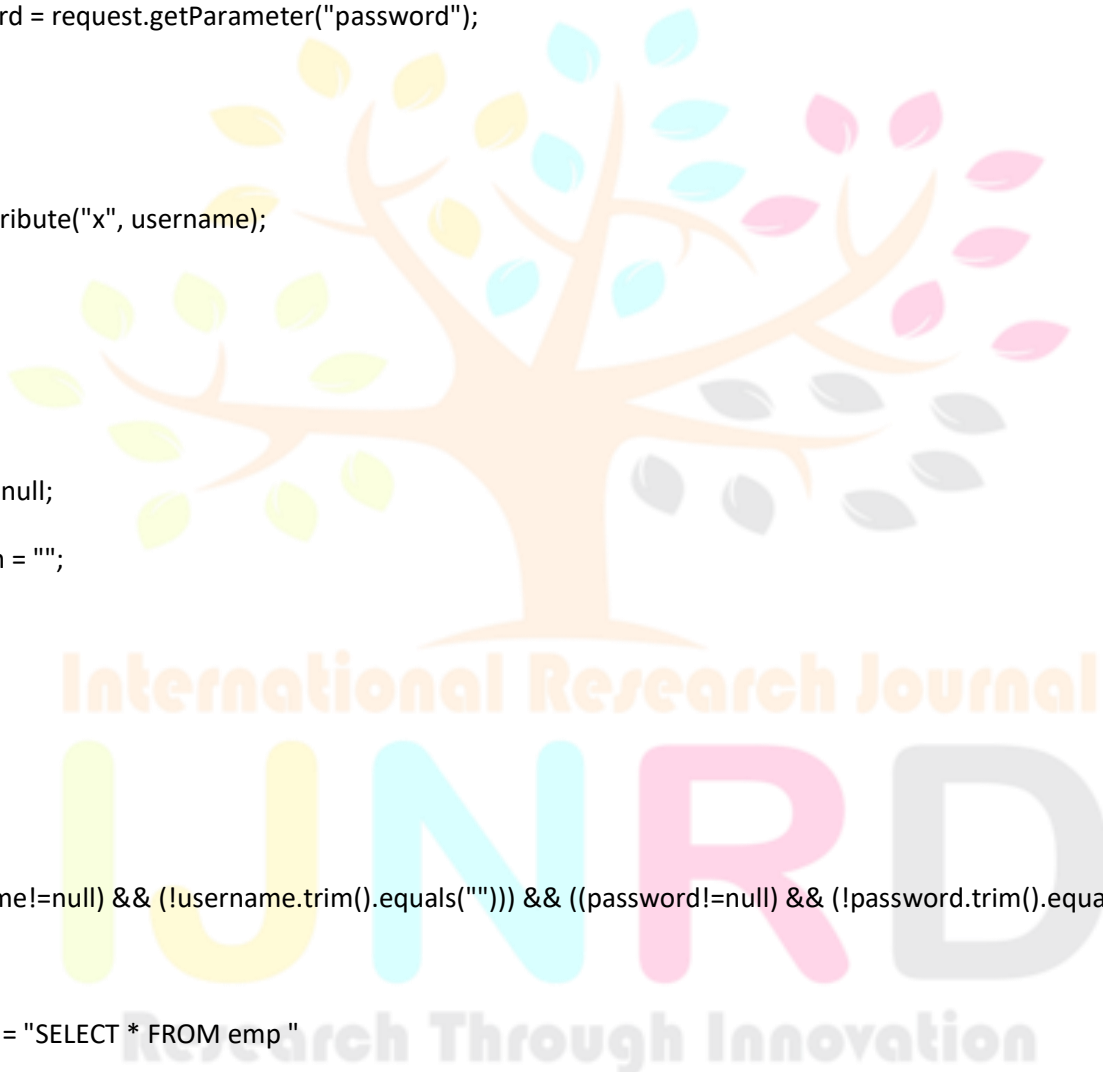 rd = request.getParameter("password");
ribute("x", username);
null;
n = "";
International Research Journal
IJNRD
me!=null) && (!username.trim().equals(""))) && ((password!=null) && (!password.trim().equa
= "SELECT * FROM emp "
Research Through Innovation